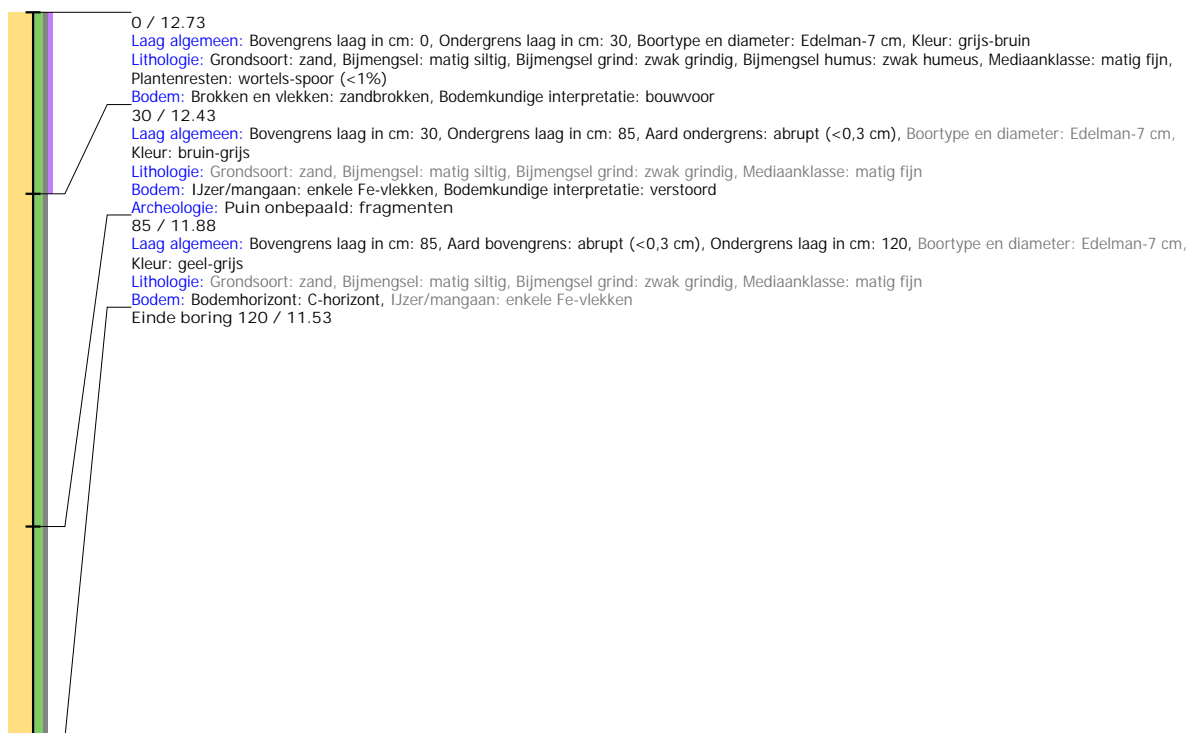 0 / 12.73
Laag algemeen: Bovengrens laag in cm: 0, Ondergrens laag in cm: 30, Boortype en diameter: Edelman-7 cm, Kleur: grijs-bruin
Lithologie: Grondsoort: zand, Bijmengsel: matig siltig, Bijmengsel grind: zwak grindig, Bijmengsel humus: zwak humeus, Mediaanklasse: matig fijn,
Plantenresten: wortels-spoor (<1%)
Bodem: Brokken en vlekken: zandbrokken, Bodemkundige interpretatie: bouwvoor
30 / 12.43
Laag algemeen: Bovengrens laag in cm: 30, Ondergrens laag in cm: 85, Aard ondergrens: abrupt (<0,3 cm), Boortype en diameter: Edelman-7 cm,
Kleur: bruin-grijs
Lithologie: Grondsoort: zand, Bijmengsel: matig siltig, Bijmengsel grind: zwak grindig, Mediaanklasse: matig fijn
Bodem: IJzer/mangaan: enkele Fe-vlekken, Bodemkundige interpretatie: verstoord
Archeologie: Puin onbepaald: fragmenten
85 / 11.88
Laag algemeen: Bovengrens laag in cm: 85, Aard bovengrens: abrupt (<0,3 cm), Ondergrens laag in cm: 120, Boortype en diameter: Edelman-7 cm,
Kleur: geel-grijs
Lithologie: Grondsoort: zand, Bijmengsel: matig siltig, Bijmengsel grind: zwak grindig, Mediaanklasse: matig fijn
Bodem: Bodemhorizont: C-horizont, IJzer/mangaan: enkele Fe-vlekken
Einde boring 120 / 11.53